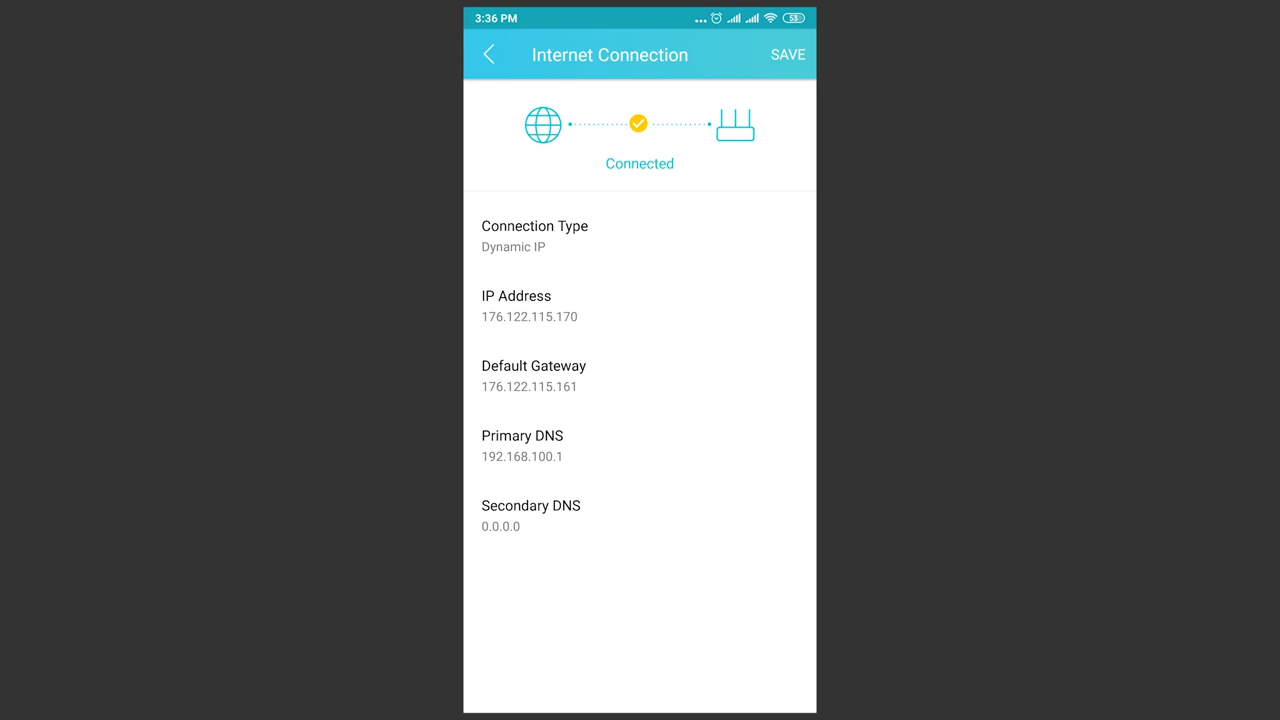 3:36 PM
53
Internet Connection
SAVE
Connected
Connection Type
Dynamic IP
IP Address
176.122.115.170
Default Gateway
176.122.115.161
Primary DNS
192.168.100.1
Secondary DNS
0.0.0.0